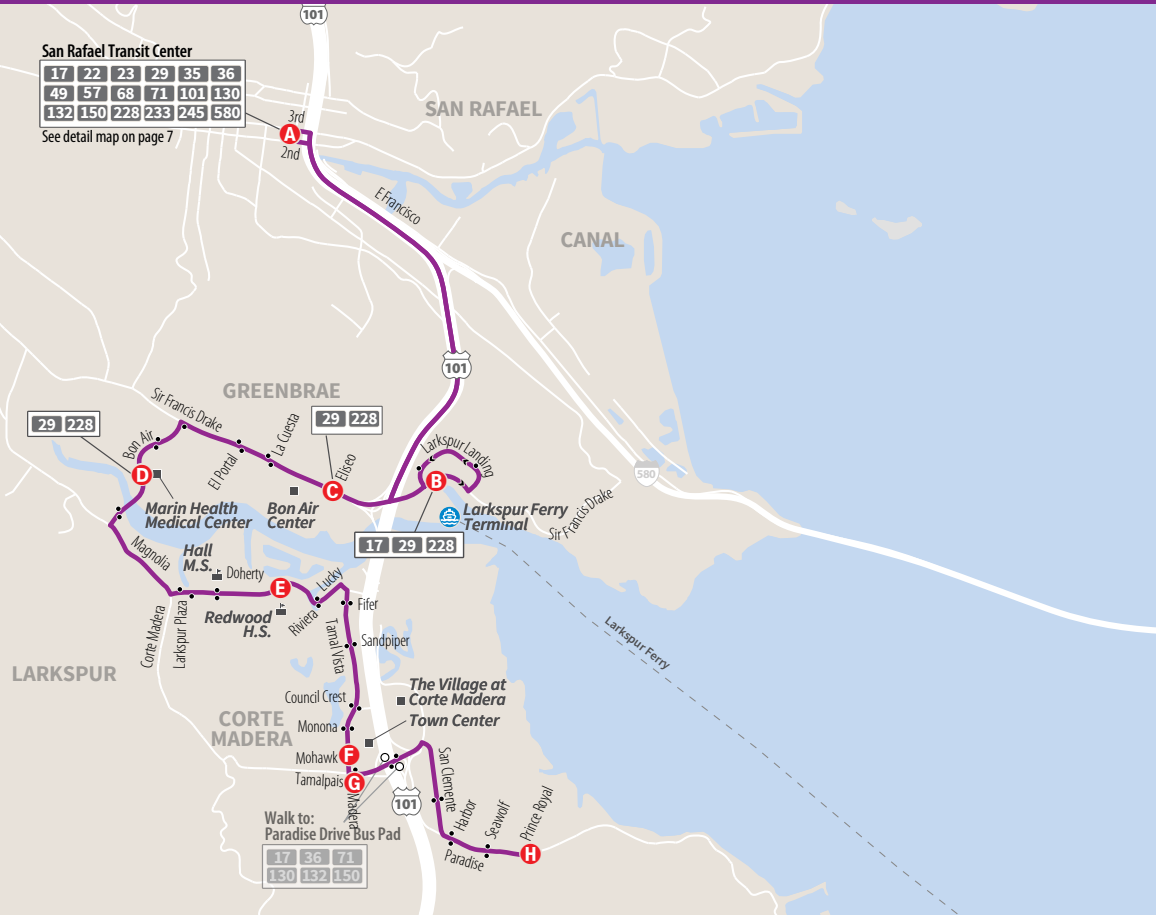 101
San Rafael Transit Center
17 22 23 29 35 36
49 57 68 71 101 130
132 150 228 233 245 580
See detail map on page 7
3rd
A
2nd
SAN RAFAEL
E Francisco
CANAL
101
GREENBRAE
Sir Francis Drake
29 228
29 228
Bon Air
El Portal
La Cuesta
Eliseo
Larkspur Landing
580
D
C
B
Marin Health
Medical Center
Bon Air
Center
Larkspur Ferry
Terminal
Sir Francis Drake
17 29 228
Magnolia
Hall
M.S.
Doherty
E
Lucky
Riviera
Fifer
Redwood
H.S.
Corte Madera
Larkspur Plaza
Tamal Vista
Sandpiper
Larkspur Ferry
LARKSPUR
The Village at
Corte Madera
Town Center
Council Crest
CORTE
MADERA
Monona
Mohawk
F
Tamalpais
G
Madera
San Clemente
101
Walk to:
Paradise Drive Bus Pad
17 36 71
130 132 150
Harbor
Seawolf
Prince Royal
Paradise
H